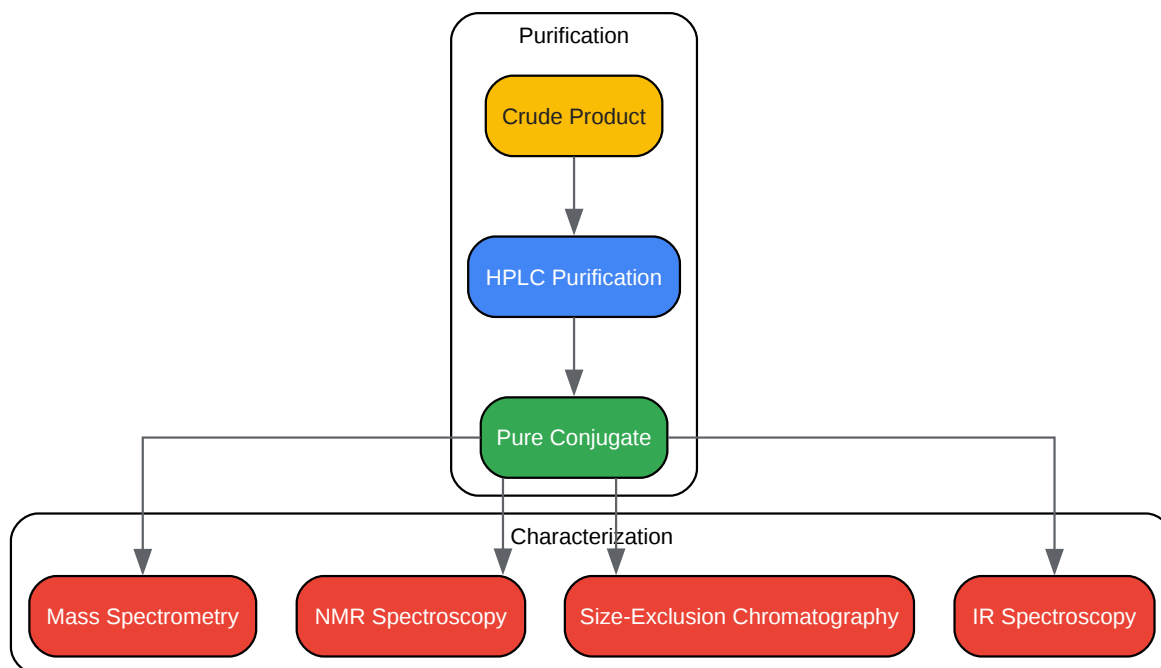 Purification
Crude Product
HPLC Purification
Pure Conjugate
Characterization
Mass Spectrometry
NMR Spectroscopy
Size-Exclusion Chromatography
IR Spectroscopy